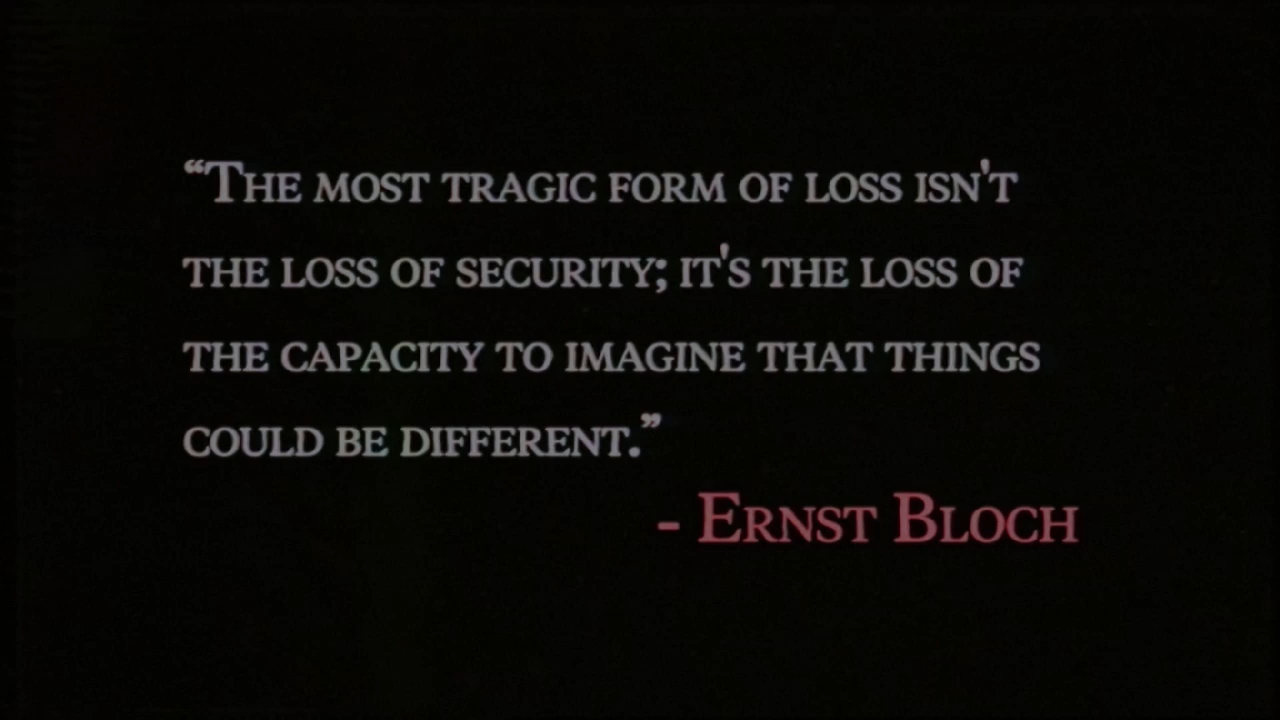 “The most tragic form of loss isn't
the loss of security; it's the loss of
the capacity to imagine that things
could be different.”
- Ernst Bloch